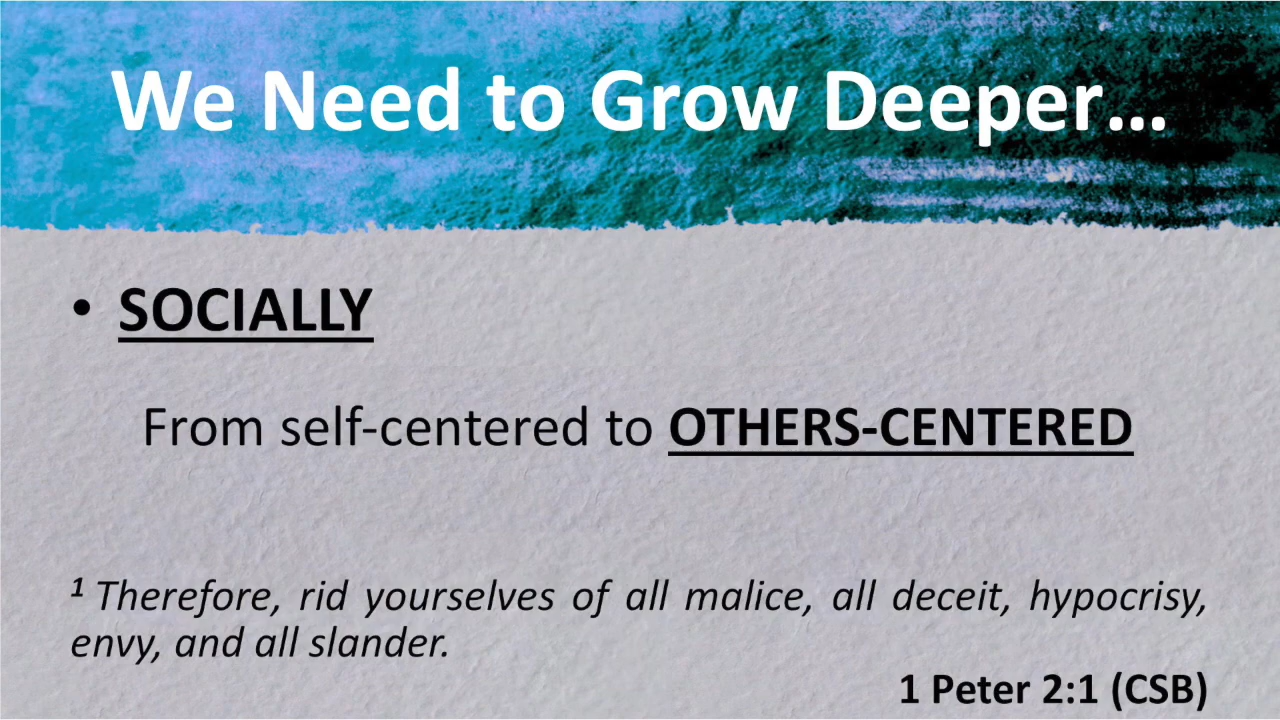 We Need to Grow Deeper...
• SOCIALLY
From self-centered to OTHERS-CENTERED
1 Therefore, rid yourselves of all malice, all deceit, hypocrisy,
envy, and all slander.
1 Peter 2:1 (CSB)